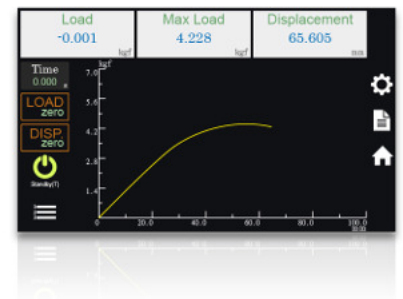 Load
-0.001
kgf
Max Load
4.228
kgf
Displacement
65.605
mm
Time
0.000 s
LOAD
zero
DISP.
zero
Standby(T)
kgf
7.0
5.6
4.2
2.8
1.4
0
20.0
40.0
60.0
80.0
100.0